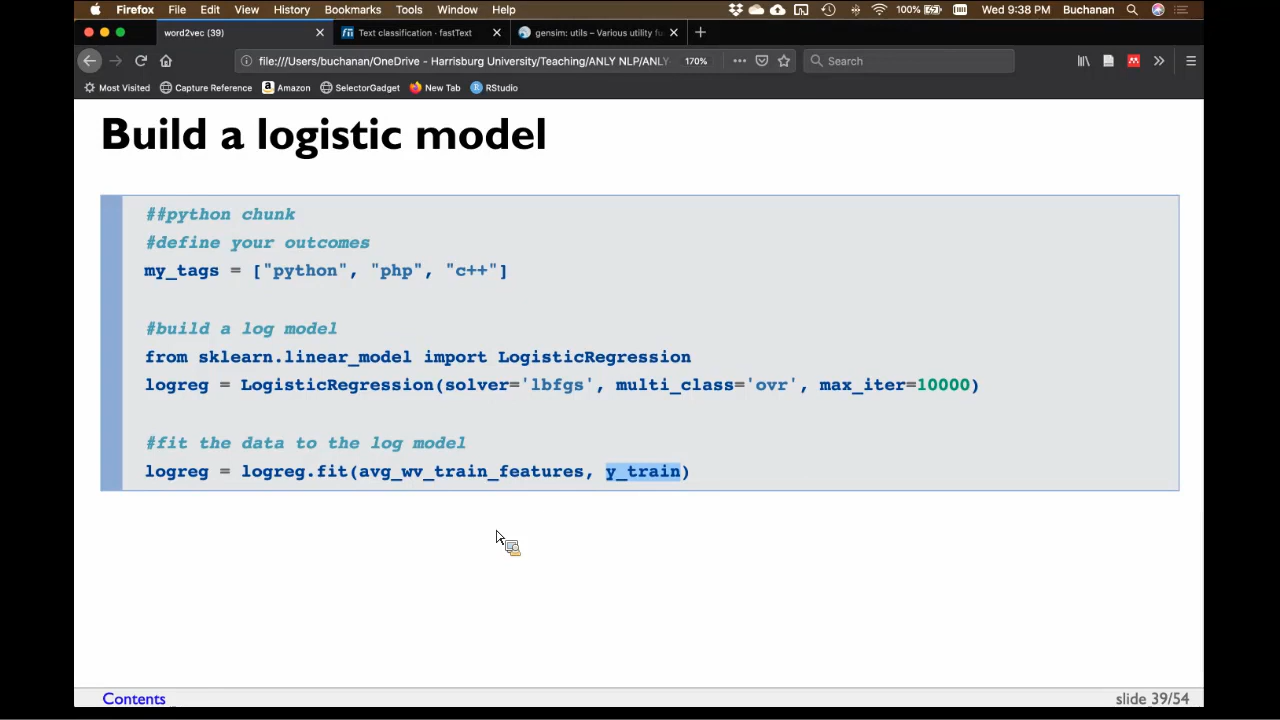 Firefox File Edit View History Bookmarks Tools Window Help 100% Wed 9:38 PM Buchanan
word2vec (39) Text classification · fastText gensim: utils – Various utility fun
file:///Users/buchanan/OneDrive - Harrisburg University/Teaching/ANLY NLP/ANLY- 170% Search
Most Visited Capture Reference Amazon SelectorGadget New Tab RStudio
Build a logistic model
##python chunk
#define your outcomes
my_tags = ["python", "php", "c++"]
#build a log model
from sklearn.linear_model import LogisticRegression
logreg = LogisticRegression(solver='lbfgs', multi_class='ovr', max_iter=10000)
#fit the data to the log model
logreg = logreg.fit(avg_wv_train_features, y_train)
Contents slide 39/54